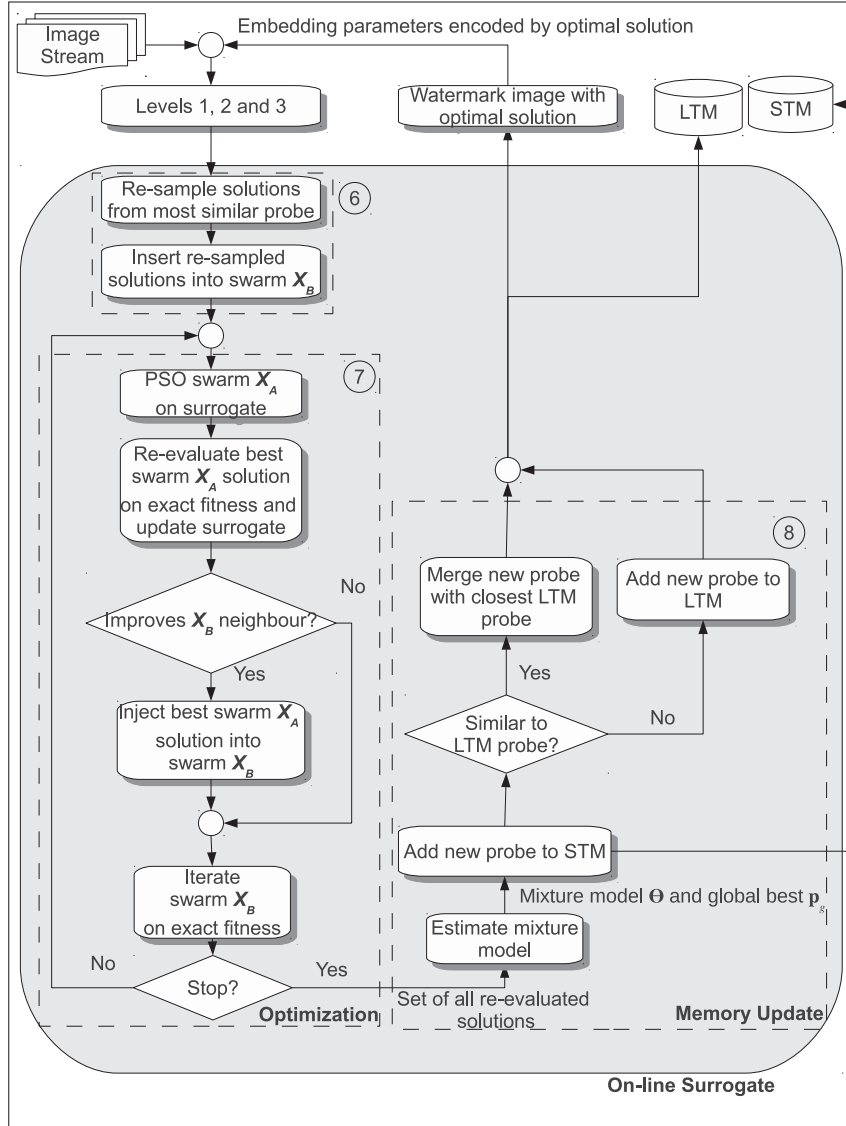 Image
Stream
Embedding parameters encoded by optimal solution
Levels 1, 2 and 3
Watermark image with
optimal solution
LTM
STM
Re-sample solutions
from most similar probe
6
Insert re-sampled
solutions into swarm X_B
7
PSO swarm X_A
on surrogate
Re-evaluate best
swarm X_A solution
on exact fitness and
update surrogate
Improves X_B neighbour?
No
Yes
Inject best swarm X_A
solution into
swarm X_B
Iterate
swarm X_B
on exact fitness
No
Stop?
Yes
Optimization
8
Merge new probe
with closest LTM
probe
Add new probe to
LTM
Yes
Similar to
LTM probe?
No
Add new probe to STM
Mixture model Θ and global best p_g
Estimate mixture
model
Set of all re-evaluated
solutions
Memory Update
On-line Surrogate